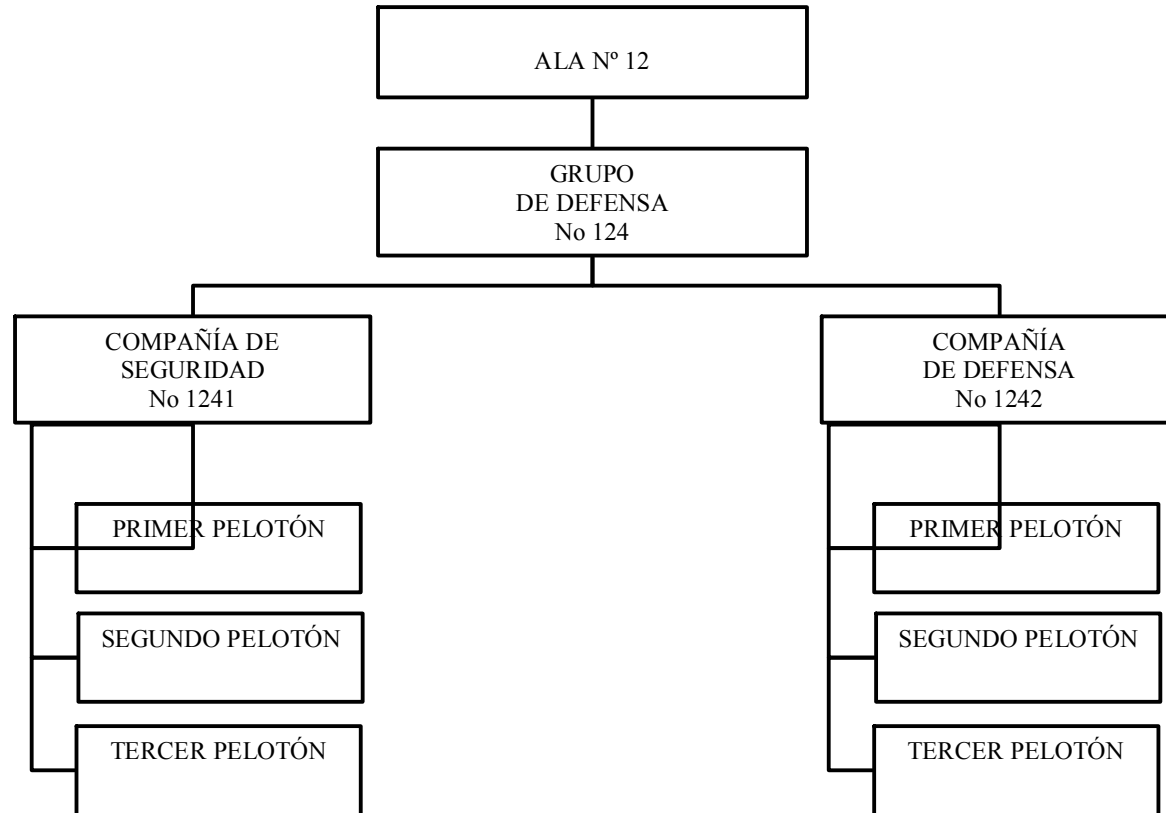 ALA Nº 12
GRUPO
DE DEFENSA
No 124
COMPAÑÍA DE
SEGURIDAD
No 1241
PRIMER PELOTÓN
SEGUNDO PELOTÓN
TERCER PELOTÓN
COMPAÑÍA
DE DEFENSA
No 1242
PRIMER PELOTÓN
SEGUNDO PELOTÓN
TERCER PELOTÓN